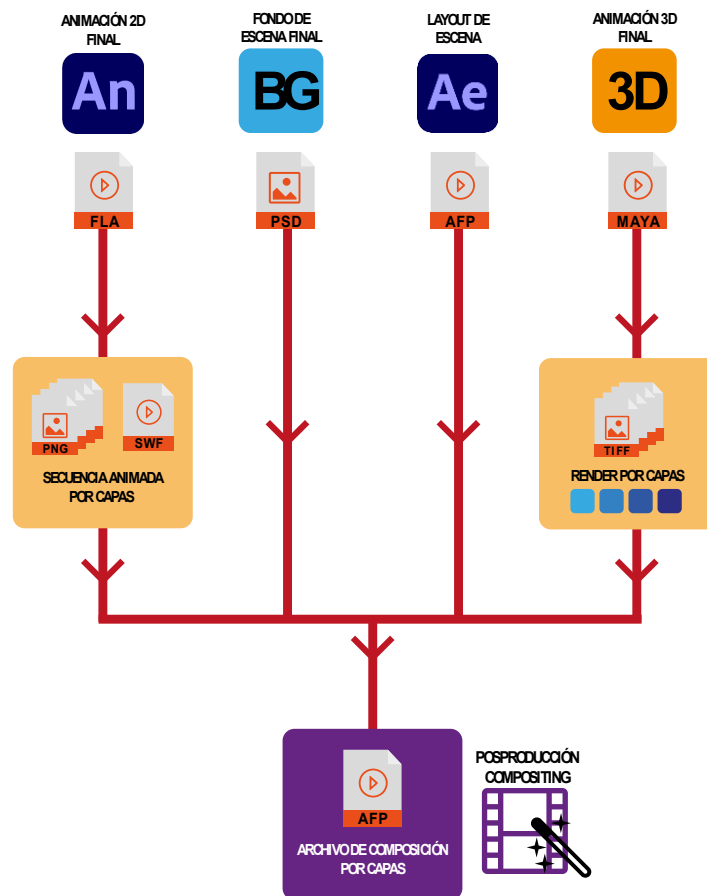 ANIMACIÓN 2D
FINAL
FONDO DE
ESCENA FINAL
LAYOUT DE
ESCENA
ANIMACIÓN 3D
FINAL
An
BG
Ae
3D
FLA
PSD
AFP
MAYA
PNG
SWF
SECUENCIA ANIMADA
POR CAPAS
TIFF
RENDER POR CAPAS
AFP
ARCHIVO DE COMPOSICIÓN
POR CAPAS
POSPRODUCCIÓN
COMPOSITING